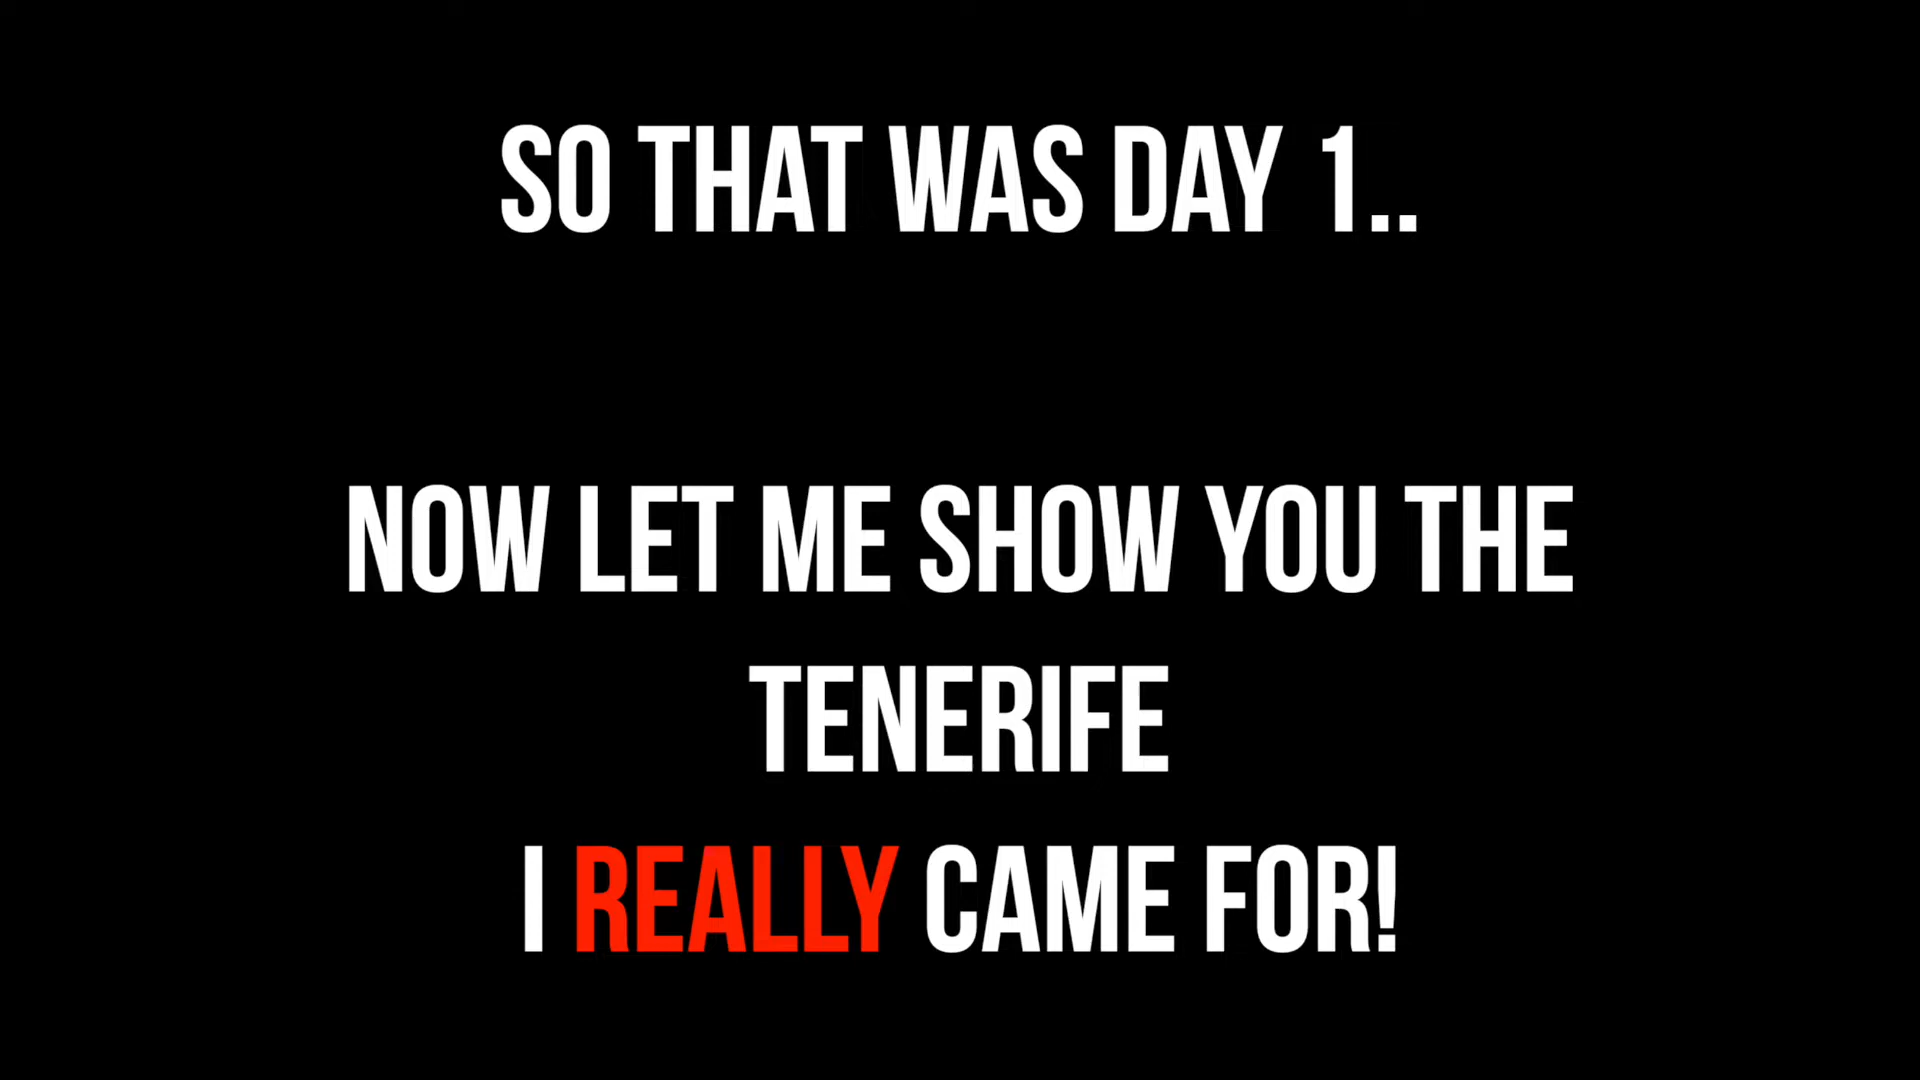 SO THAT WAS DAY 1..
NOW LET ME SHOW YOU THE
TENERIFE
I REALLY CAME FOR!